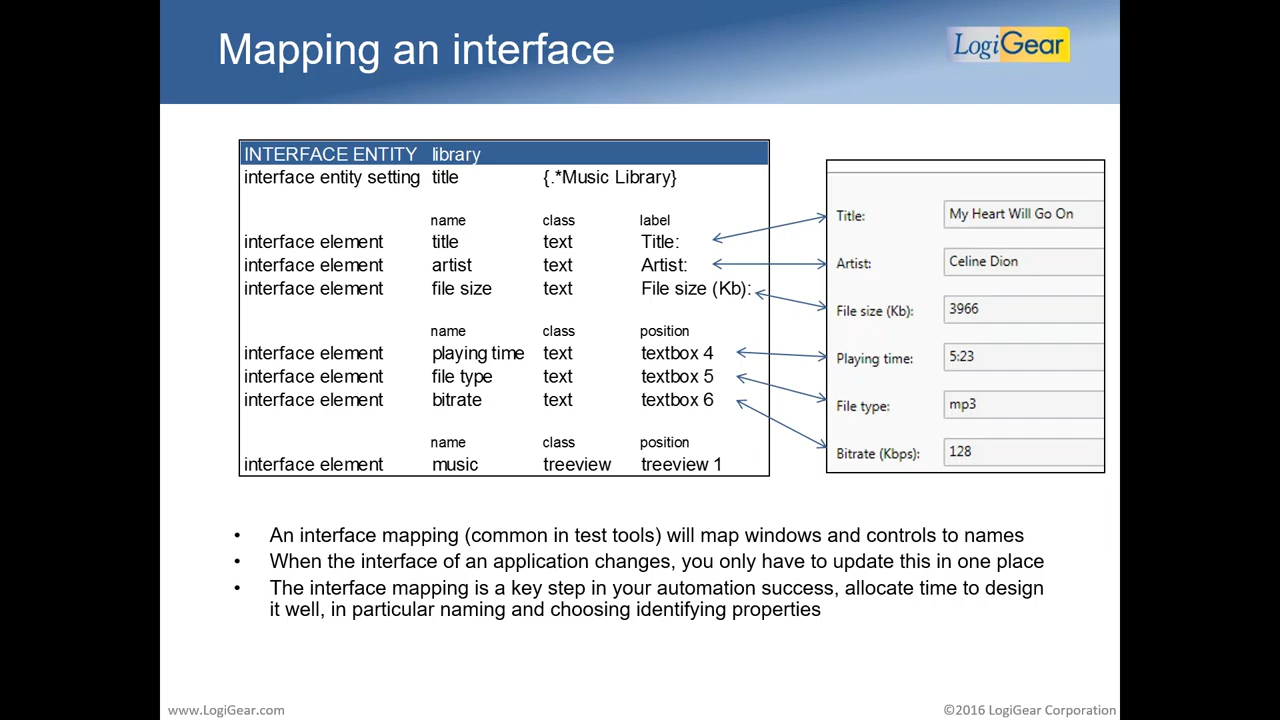 Mapping an interface
LogiGear
INTERFACE ENTITY library
interface entity setting title {.*Music Library}
name class label
interface element title text Title:
interface element artist text Artist:
interface element file size text File size (Kb):
name class position
interface element playing time text textbox 4
interface element file type text textbox 5
interface element bitrate text textbox 6
name class position
interface element music treeview treeview 1
Title: My Heart Will Go On
Artist: Celine Dion
File size (Kb): 3966
Playing time: 5:23
File type: mp3
Bitrate (Kbps): 128
• An interface mapping (common in test tools) will map windows and controls to names
• When the interface of an application changes, you only have to update this in one place
• The interface mapping is a key step in your automation success, allocate time to design
it well, in particular naming and choosing identifying properties
www.LogiGear.com
©2016 LogiGear Corporation